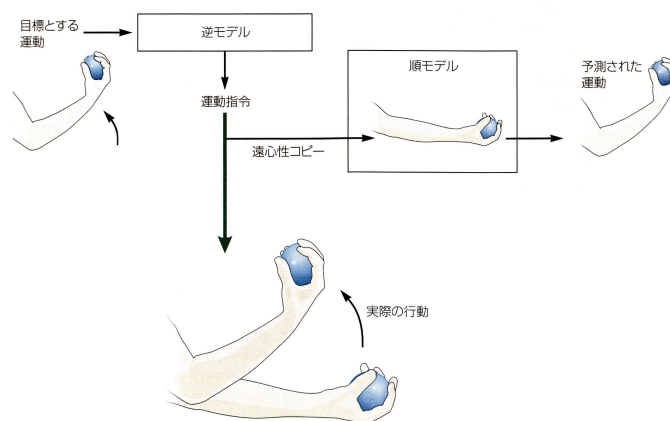 目標とする
運動
逆モデル
運動指令
遠心性コピー
順モデル
予測された
運動
実際の行動